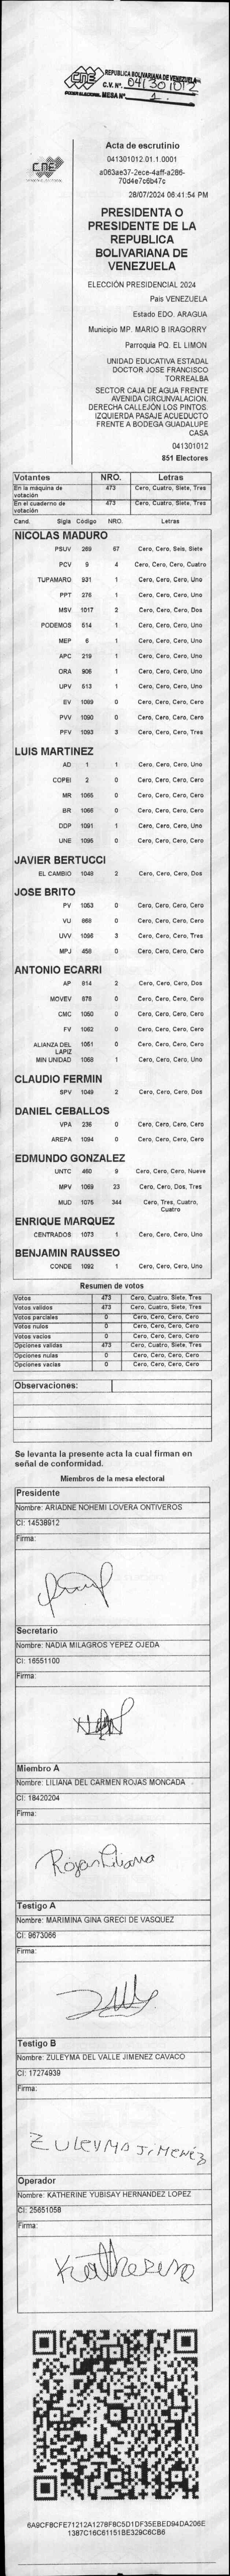 CNE
PODER ELECTORAL
REPUBLICA BOLIVARIANA DE VENEZUELA
C.V. Nº. 041301012
MESA Nº. 1
CNE
Acta de escrutinio
041301012.01.1.0001
a063ae37-2ece-4aff-a286-
70d4e7c6b47c
28/07/2024 06:41:54 PM
PRESIDENTA O
PRESIDENTE DE LA
REPUBLICA
BOLIVARIANA DE
VENEZUELA
ELECCIÓN PRESIDENCIAL 2024
País VENEZUELA
Estado EDO. ARAGUA
Municipio MP. MARIO B IRAGORRY
Parroquia PQ. EL LIMON
UNIDAD EDUCATIVA ESTADAL
DOCTOR JOSE FRANCISCO
TORREALBA
SECTOR CAJA DE AGUA FRENTE
AVENIDA CIRCUNVALACION.
DERECHA CALLEJÓN LOS PINTOS.
IZQUIERDA PASAJE ACUEDUCTO
FRENTE A BODEGA GUADALUPE
CASA
041301012
851 Electores
Votantes NRO. Letras
En la máquina de votación 473 Cero, Cuatro, Siete, Tres
En el cuaderno de votación 473 Cero, Cuatro, Siete, Tres
Cand. Sigla Código NRO. Letras
NICOLAS MADURO
PSUV 269 67 Cero, Cero, Seis, Siete
PCV 9 4 Cero, Cero, Cero, Cuatro
TUPAMARO 931 1 Cero, Cero, Cero, Uno
PPT 276 1 Cero, Cero, Cero, Uno
MSV 1017 2 Cero, Cero, Cero, Dos
PODEMOS 514 1 Cero, Cero, Cero, Uno
MEP 6 1 Cero, Cero, Cero, Uno
APC 219 1 Cero, Cero, Cero, Uno
ORA 906 1 Cero, Cero, Cero, Uno
UPV 513 1 Cero, Cero, Cero, Uno
EV 1089 0 Cero, Cero, Cero, Cero
PVV 1090 0 Cero, Cero, Cero, Cero
PFV 1093 3 Cero, Cero, Cero, Tres
LUIS MARTINEZ
AD 1 1 Cero, Cero, Cero, Uno
COPEI 2 0 Cero, Cero, Cero, Cero
MR 1065 0 Cero, Cero, Cero, Cero
BR 1066 0 Cero, Cero, Cero, Cero
DDP 1091 1 Cero, Cero, Cero, Uno
UNE 1095 0 Cero, Cero, Cero, Cero
JAVIER BERTUCCI
EL CAMBIO 1048 2 Cero, Cero, Cero, Dos
JOSE BRITO
PV 1053 0 Cero, Cero, Cero, Cero
VU 868 0 Cero, Cero, Cero, Cero
UVV 1096 3 Cero, Cero, Cero, Tres
MPJ 458 0 Cero, Cero, Cero, Cero
ANTONIO ECARRI
AP 814 2 Cero, Cero, Cero, Dos
MOVEV 878 0 Cero, Cero, Cero, Cero
CMC 1050 0 Cero, Cero, Cero, Cero
FV 1062 0 Cero, Cero, Cero, Cero
ALIANZA DEL LAPIZ 1051 0 Cero, Cero, Cero, Cero
MIN UNIDAD 1068 1 Cero, Cero, Cero, Uno
CLAUDIO FERMIN
SPV 1049 2 Cero, Cero, Cero, Dos
DANIEL CEBALLOS
VPA 236 0 Cero, Cero, Cero, Cero
AREPA 1094 0 Cero, Cero, Cero, Cero
EDMUNDO GONZALEZ
UNTC 460 9 Cero, Cero, Cero, Nueve
MPV 1069 23 Cero, Cero, Dos, Tres
MUD 1075 344 Cero, Tres, Cuatro, Cuatro
ENRIQUE MARQUEZ
CENTRADOS 1073 1 Cero, Cero, Cero, Uno
BENJAMIN RAUSSEO
CONDE 1092 1 Cero, Cero, Cero, Uno
Resumen de votos
Votos 473 Cero, Cuatro, Siete, Tres
Votos validos 473 Cero, Cuatro, Siete, Tres
Votos parciales 0 Cero, Cero, Cero, Cero
Votos nulos 0 Cero, Cero, Cero, Cero
Votos vacios 0 Cero, Cero, Cero, Cero
Opciones validas 473 Cero, Cuatro, Siete, Tres
Opciones nulas 0 Cero, Cero, Cero, Cero
Opciones vacias 0 Cero, Cero, Cero, Cero
Observaciones:
Se levanta la presente acta la cual firman en
señal de conformidad.
Miembros de la mesa electoral
Presidente
Nombre: ARIADNE NOHEMI LOVERA ONTIVEROS
CI: 14538912
Firma:
Secretario
Nombre: NADIA MILAGROS YEPEZ OJEDA
CI: 16551100
Firma:
Miembro A
Nombre: LILIANA DEL CARMEN ROJAS MONCADA
CI: 18420204
Firma:
Rojas Liliana
Testigo A
Nombre: MARIMINA GINA GRECI DE VASQUEZ
CI: 9673066
Firma:
Testigo B
Nombre: ZULEYMA DEL VALLE JIMENEZ CAVACO
CI: 17274939
Firma:
ZULEYMA JiMENEZ
Operador
Nombre: KATHERINE YUBISAY HERNANDEZ LOPEZ
CI: 25651058
Firma:
Katherine
6A9CF8CFE71212A1278F8C5D1DF35EBED94DA206E
1387C16C61151BE329C6CB6